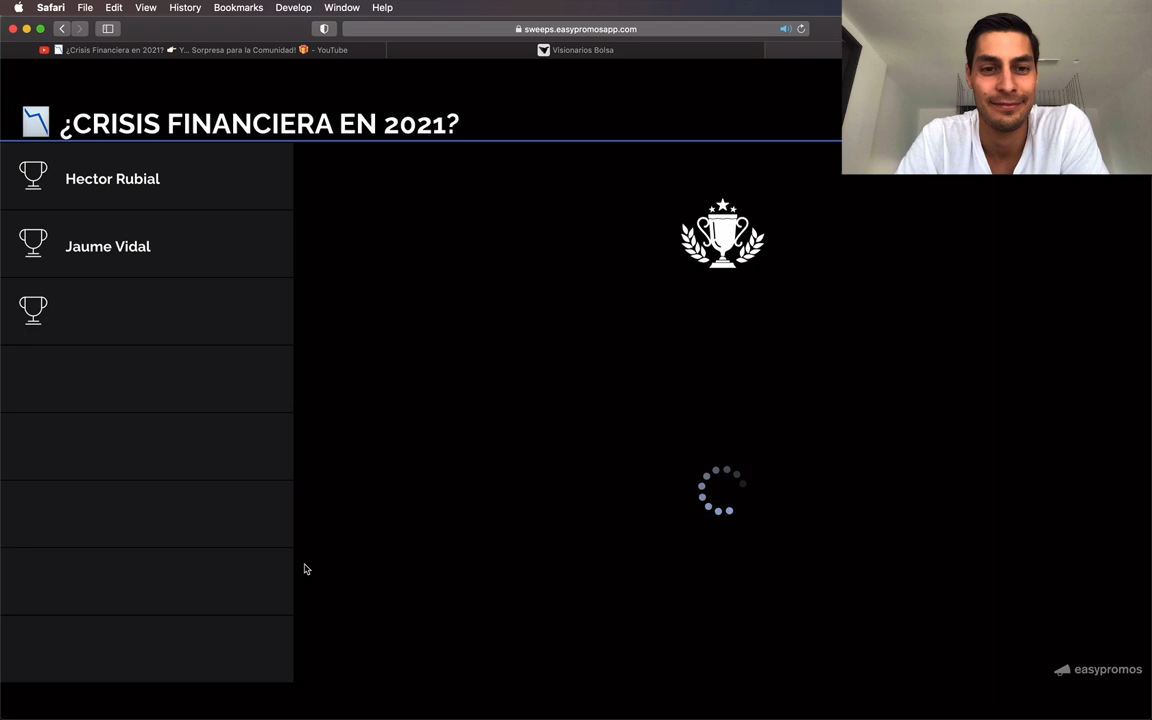 Safari File Edit View History Bookmarks Develop Window Help
sweeps.easypromosapp.com
¿Crisis Financiera en 2021? 👉 Y... Sorpresa para la Comunidad! 🎁 - YouTube
Visionarios Bolsa
¿CRISIS FINANCIERA EN 2021?
Hector Rubial
Jaume Vidal
easypromos